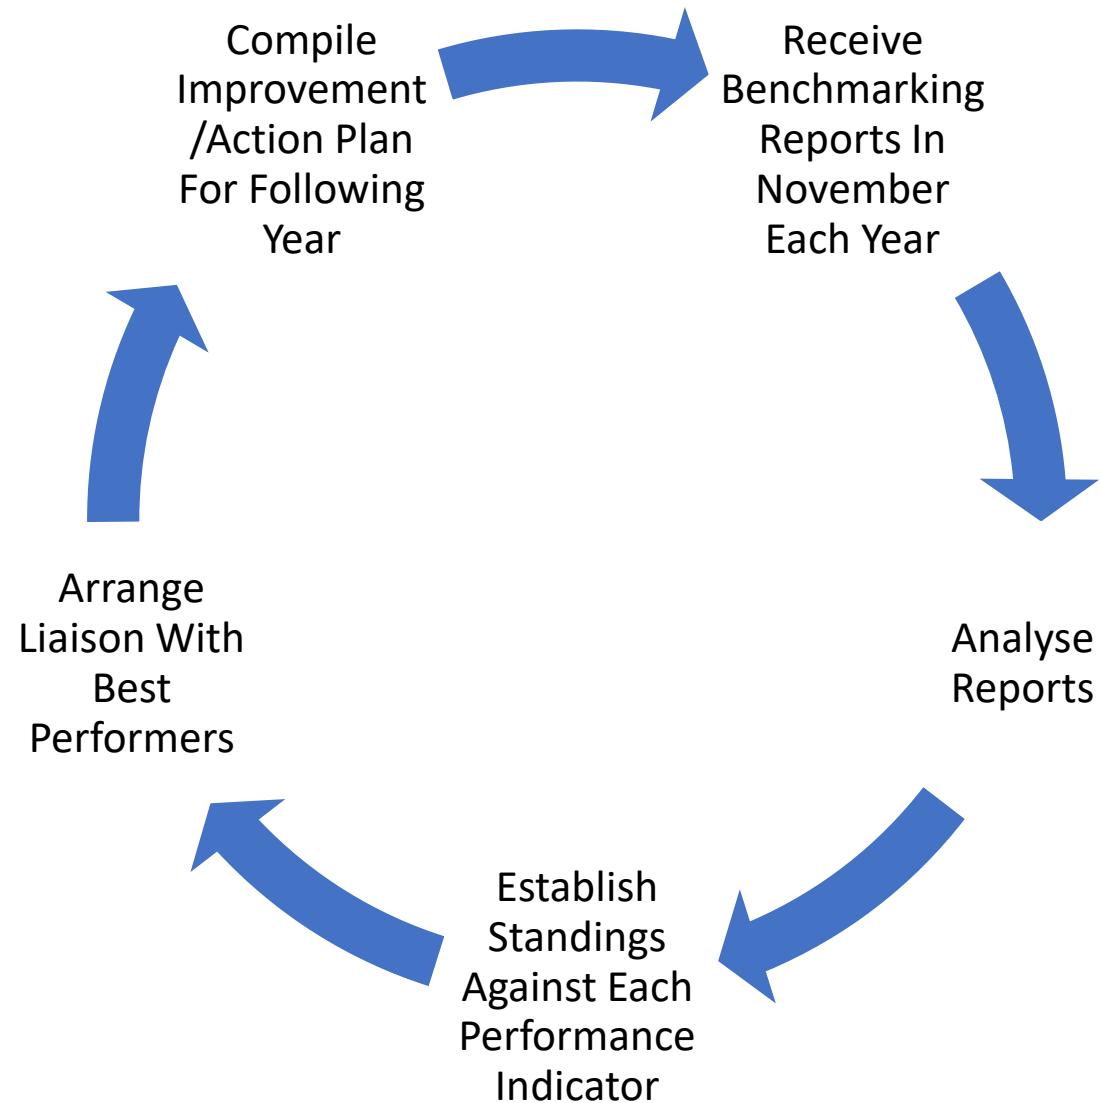 Compile
Improvement
/Action Plan
For Following
Year
Receive
Benchmarking
Reports In
November
Each Year
Analyse
Reports
Establish
Standings
Against Each
Performance
Indicator
Arrange
Liaison With
Best
Performers